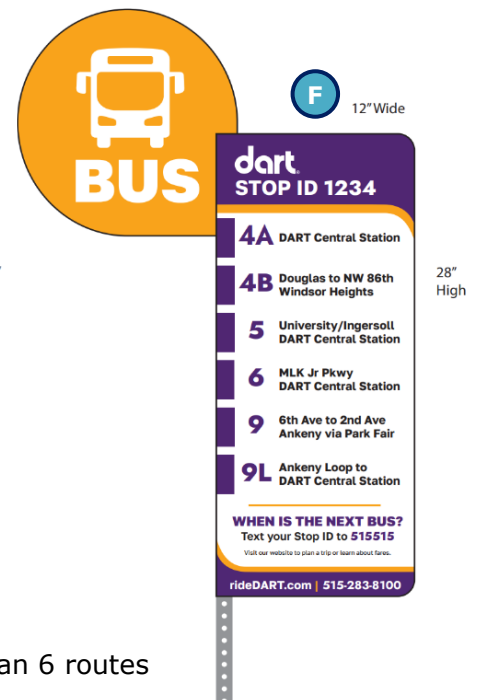 BUS
F
12" Wide
dart
STOP ID 1234
4A DART Central Station
4B Douglas to NW 86th
Windsor Heights
5 University/Ingersoll
DART Central Station
6 MLK Jr Pkwy
DART Central Station
9 6th Ave to 2nd Ave
Ankeny via Park Fair
9L Ankeny Loop to
DART Central Station
28"
High
WHEN IS THE NEXT BUS?
Text your Stop ID to 515515
Visit our website to plan a trip or learn about fares.
rideDART.com | 515-283-8100
6 routes